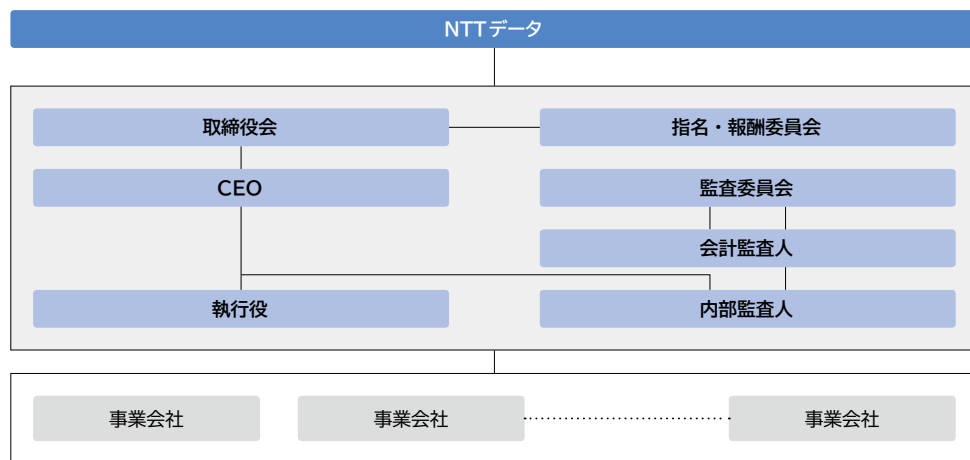 NTTデータ
取締役会
指名・報酬委員会
CEO
監査委員会
会計監査人
執行役
内部監査人
事業会社
事業会社
事業会社